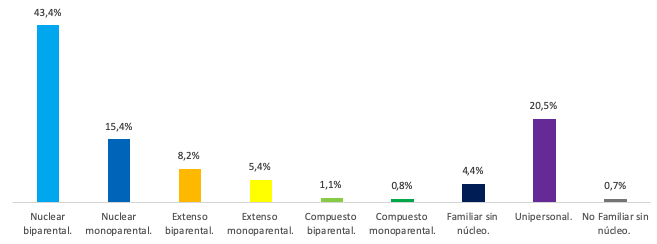 43,4%
15,4%
8,2%
5,4%
1,1%
0,8%
4,4%
20,5%
0,7%
Nuclear
biparental.
Nuclear
monoparental.
Extenso
biparental.
Extenso
monoparental.
Compuesto
biparental.
Compuesto
monoparental.
Familiar sin
núcleo.
Unipersonal.
No Familiar sin
núcleo.